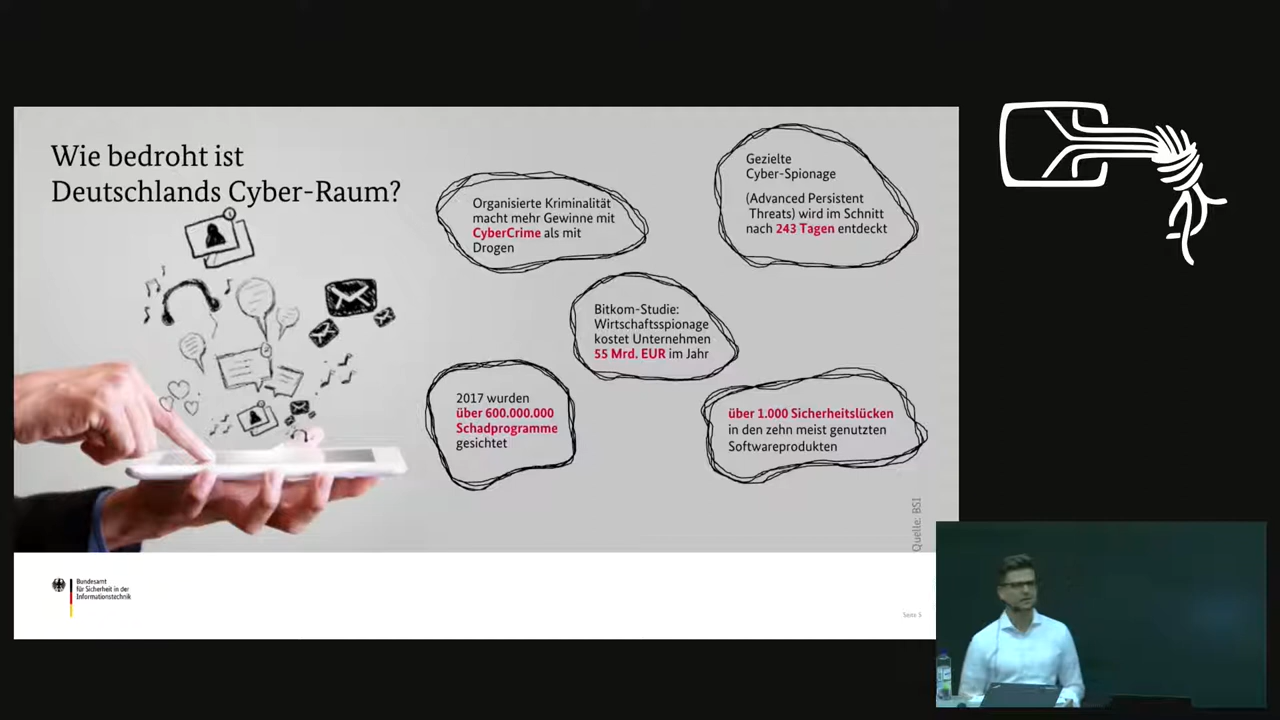 Wie bedroht ist
Deutschlands Cyber-Raum?
Organisierte Kriminalität
macht mehr Gewinne mit
CyberCrime als mit
Drogen
Gezielte
Cyber-Spionage
(Advanced Persistent
Threats) wird im Schnitt
nach 243 Tagen entdeckt
Bitkom-Studie:
Wirtschaftsspionage
kostet Unternehmen
55 Mrd. EUR im Jahr
2017 wurden
über 600.000.000
Schadprogramme
gesichtet
über 1.000 Sicherheitslücken
in den zehn meist genutzten
Softwareprodukten
Quelle: BSI
Bundesamt
für Sicherheit in der
Informationstechnik
Seite 5